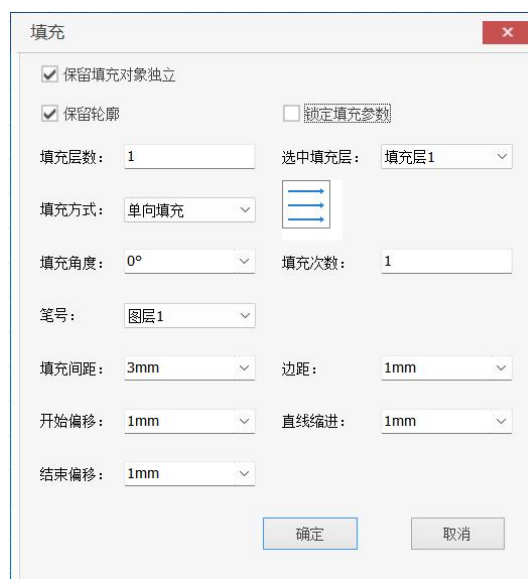 填充
保留填充对象独立
保留轮廓 锁定填充参数
填充层数： 1 选中填充层： 填充层1
填充方式： 单向填充
填充角度： 0° 填充次数： 1
笔号： 图层1
填充间距： 3mm 边距： 1mm
开始偏移： 1mm 直线缩进： 1mm
结束偏移： 1mm
确定 取消